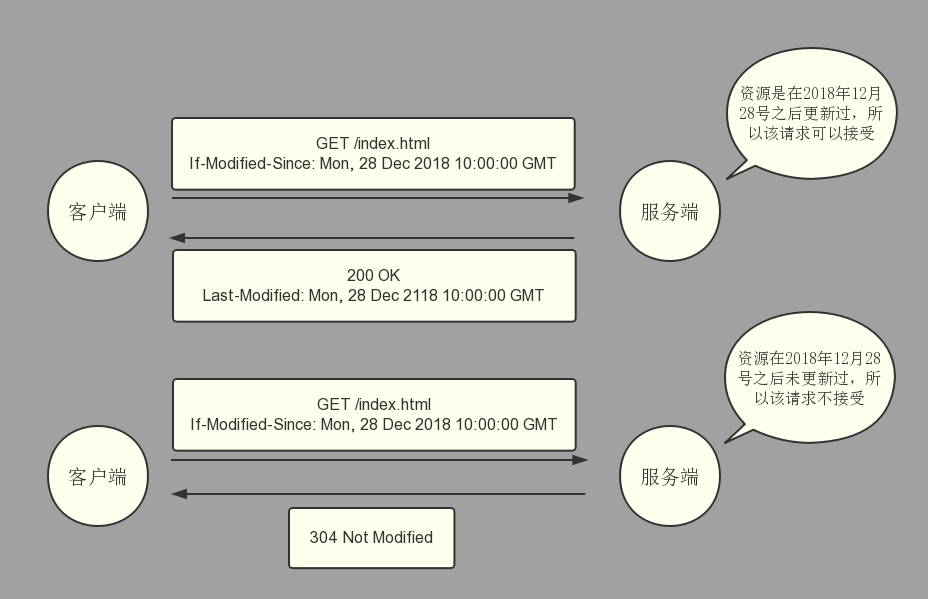 资源是在2018年12月
28号之后更新过，所
以该请求可以接受
GET /index.html
If-Modified-Since: Mon, 28 Dec 2018 10:00:00 GMT
客户端
服务端
200 OK
Last-Modified: Mon, 28 Dec 2118 10:00:00 GMT
资源在2018年12月28
号之后未更新过，所
以该请求不接受
GET /index.html
If-Modified-Since: Mon, 28 Dec 2018 10:00:00 GMT
客户端
服务端
304 Not Modified